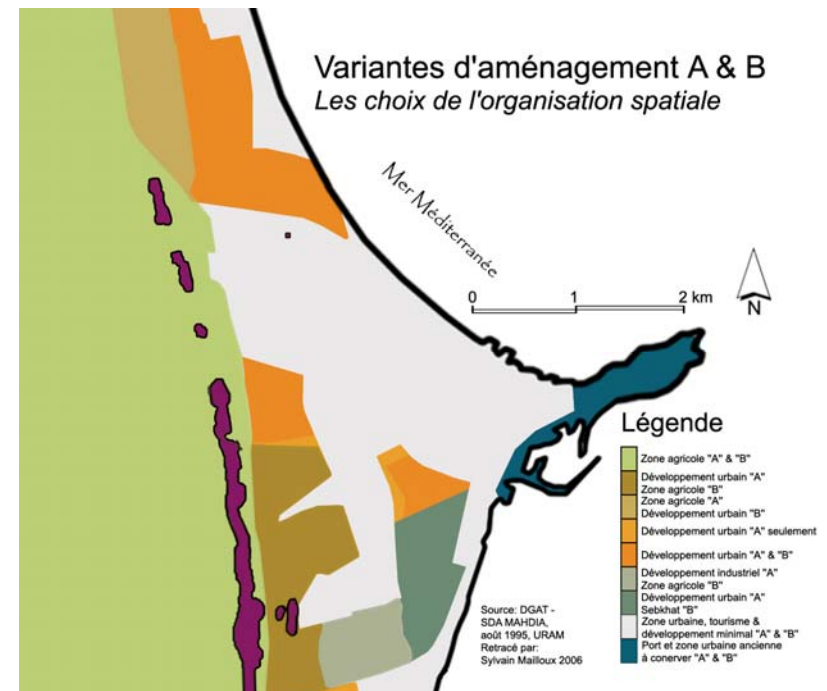 Variantes d'aménagement A & B
Les choix de l'organisation spatiale
Mer Méditerranée
0 1 2 km
N
Légende
Zone agricole "A" & "B"
Développement urbain "A"
Zone agricole "B"
Zone agricole "A"
Développement urbain "B"
Développement urbain "A" seulement
Développement urbain "A" & "B"
Développement industriel "A"
Zone agricole "B"
Développement urbain "A"
Sebkhat "B"
Zone urbaine, tourisme &
développement minimal "A" & "B"
Port et zone urbaine ancienne
à conerver "A" & "B"
Source: DGAT -
SDA MAHDIA,
août 1995, URAM
Retracé par:
Sylvain Mailloux 2006